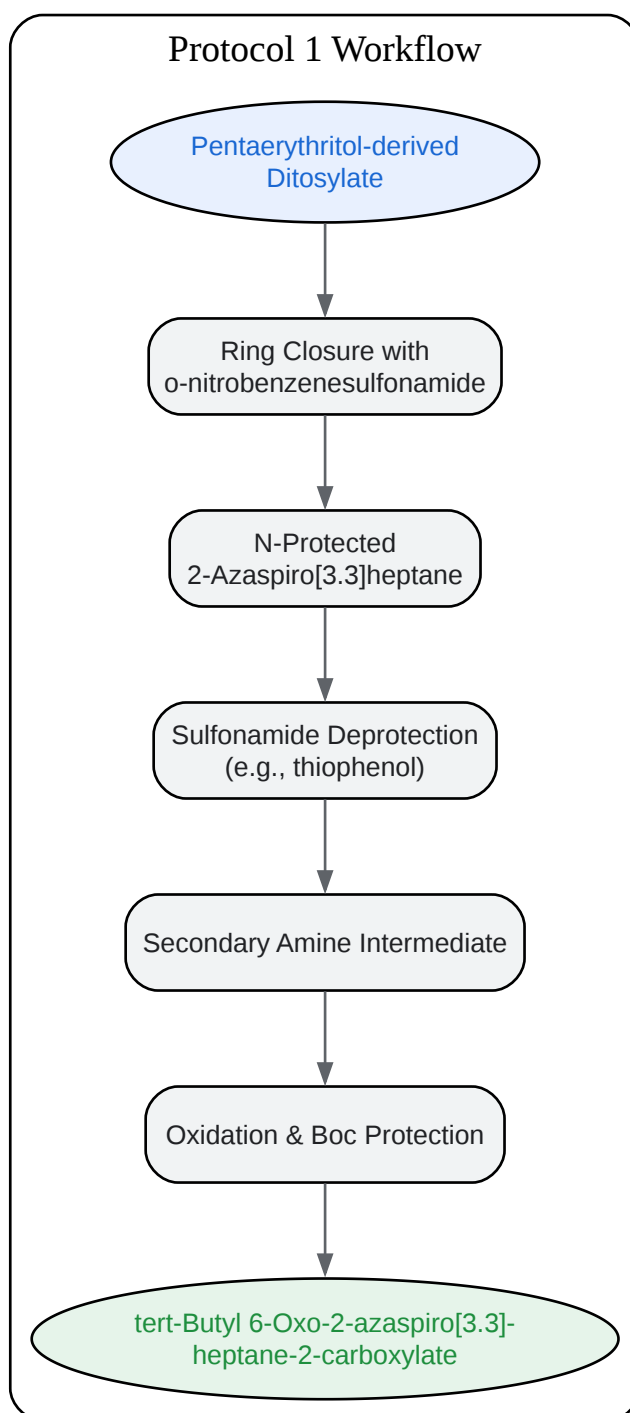 Protocol 1 Workflow
Pentaerythritol-derived
Ditosylate
Ring Closure with
o-nitrobenzenesulfonamide
N-Protected
2-Azaspiro[3.3]heptane
Sulfonamide Deprotection
(e.g., thiophenol)
Secondary Amine Intermediate
Oxidation & Boc Protection
tert-Butyl 6-Oxo-2-azaspiro[3.3]-
heptane-2-carboxylate